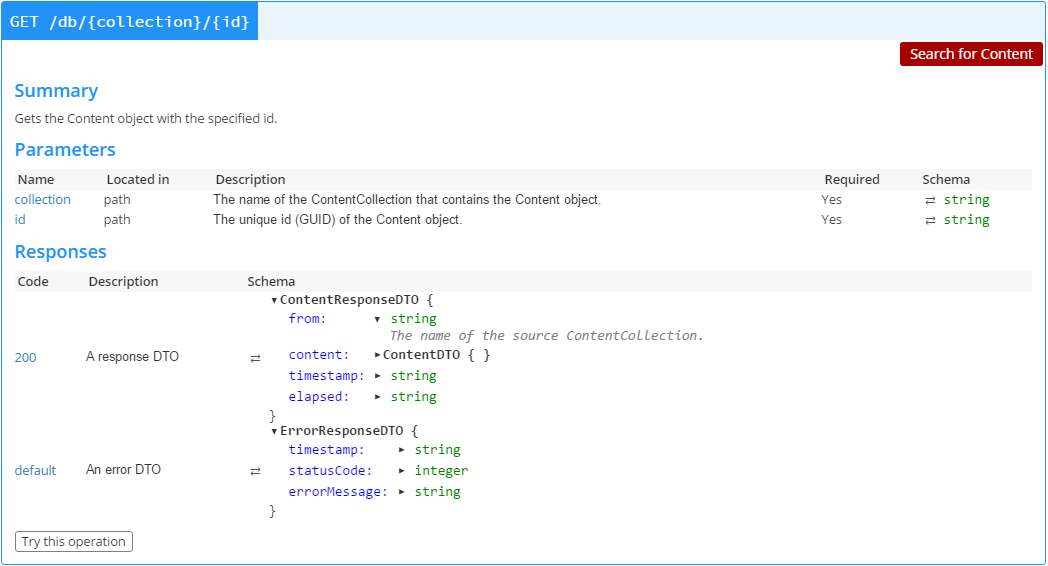 GET /db/{collection}/{id}
Search for Content
Summary
Gets the Content object with the specified id.
Parameters
Name Located in Description Required Schema
collection path The name of the ContentCollection that contains the Content object. Yes ⇄ string
id path The unique id (GUID) of the Content object. Yes ⇄ string
Responses
Code Description Schema
200 A response DTO ⇄
▼ContentResponseDTO {
from: ▼ string
The name of the source ContentCollection.
content: ▶ContentDTO { }
timestamp: ▶ string
elapsed: ▶ string
}
default An error DTO ⇄
▼ErrorResponseDTO {
timestamp: ▶ string
statusCode: ▶ integer
errorMessage: ▶ string
}
Try this operation